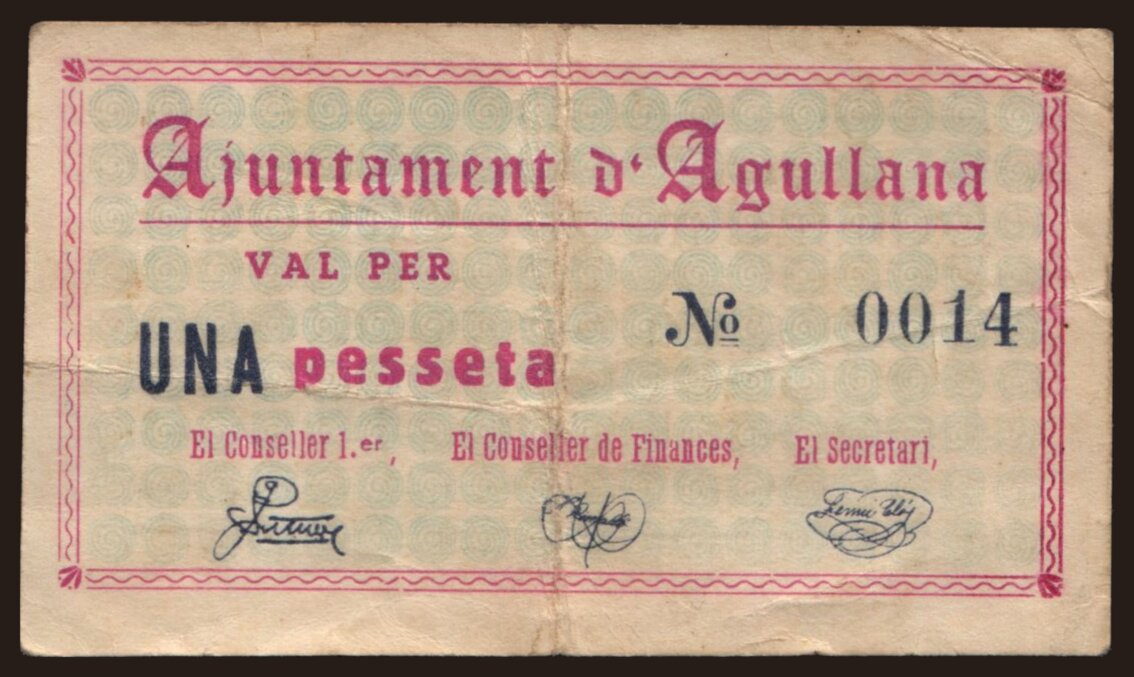 Ajuntament d'Agullana
VAL PER
UNA pesseta
Nº 0014
El Conseller 1.er, El Conseller de Finances, El Secretari,